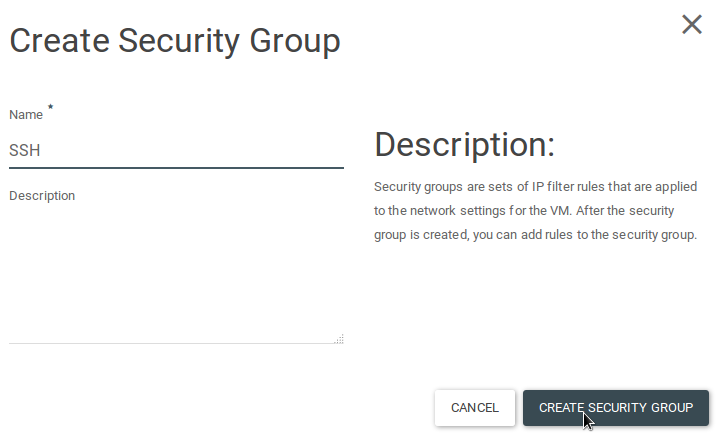 Create Security Group
Name *
SSH
Description
Description:
Security groups are sets of IP filter rules that are applied
to the network settings for the VM. After the security
group is created, you can add rules to the security group.
CANCEL
CREATE SECURITY GROUP